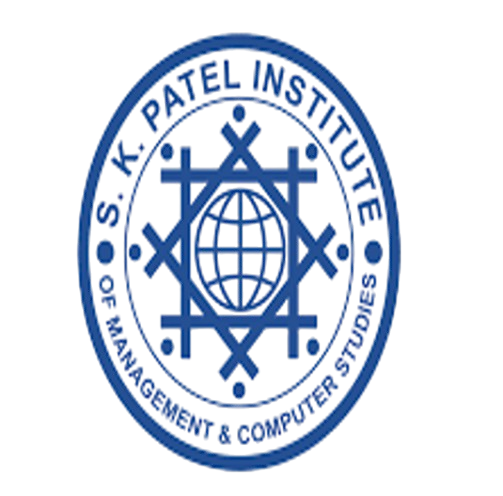 S. K. PATEL INSTITUTE
OF MANAGEMENT & COMPUTER STUDIES